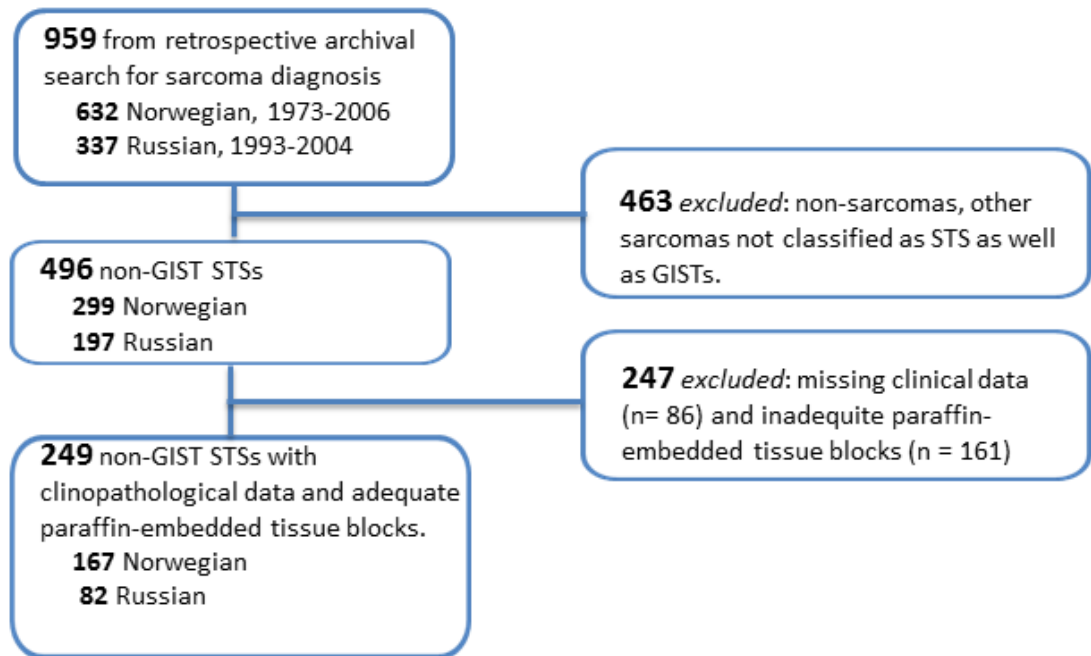 959 from retrospective archival
search for sarcoma diagnosis
632 Norwegian, 1973-2006
337 Russian, 1993-2004
463 excluded: non-sarcomas, other
sarcomas not classified as STS as well
as GISTs.
496 non-GIST STSs
299 Norwegian
197 Russian
247 excluded: missing clinical data
(n= 86) and inadequite paraffin-
embedded tissue blocks (n = 161)
249 non-GIST STSs with
clinopathological data and adequate
paraffin-embedded tissue blocks.
167 Norwegian
82 Russian